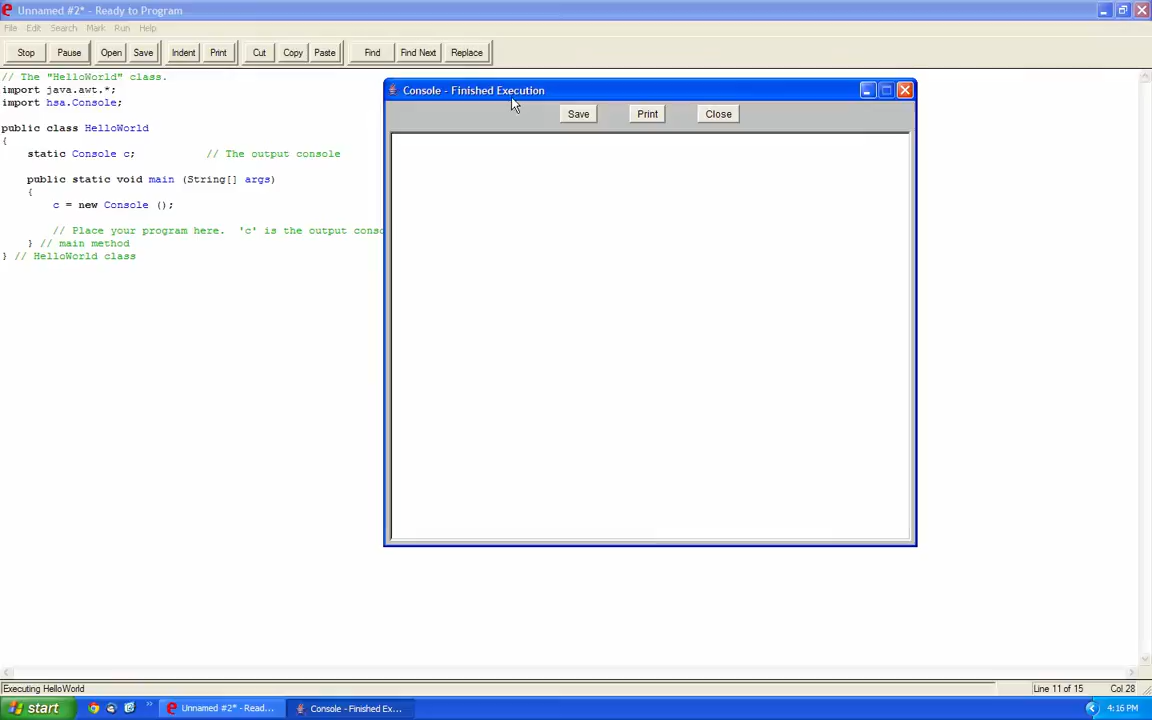 Unnamed #2* - Ready to Program
File Edit Search Mark Run Help
Stop Pause Open Save Indent Print Cut Copy Paste Find Find Next Replace
// The "HelloWorld" class.
import java.awt.*;
import hsa.Console;
public class HelloWorld
{
static Console c; // The output console
public static void main (String[] args)
{
c = new Console ();
// Place your program here. 'c' is the output conso
} // main method
} // HelloWorld class
Console - Finished Execution
Save Print Close
Executing HelloWorld Line 11 of 15 Col 28
start Unnamed #2* - Read... Console - Finished Ex... 4:16 PM